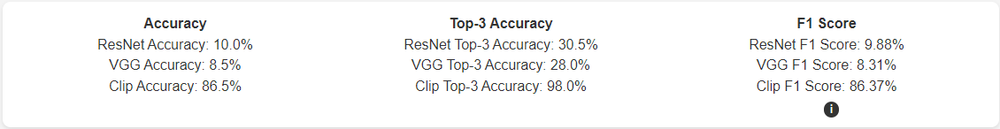 Accuracy
ResNet Accuracy: 10.0%
VGG Accuracy: 8.5%
Clip Accuracy: 86.5%
Top-3 Accuracy
ResNet Top-3 Accuracy: 30.5%
VGG Top-3 Accuracy: 28.0%
Clip Top-3 Accuracy: 98.0%
F1 Score
ResNet F1 Score: 9.88%
VGG F1 Score: 8.31%
Clip F1 Score: 86.37%
i